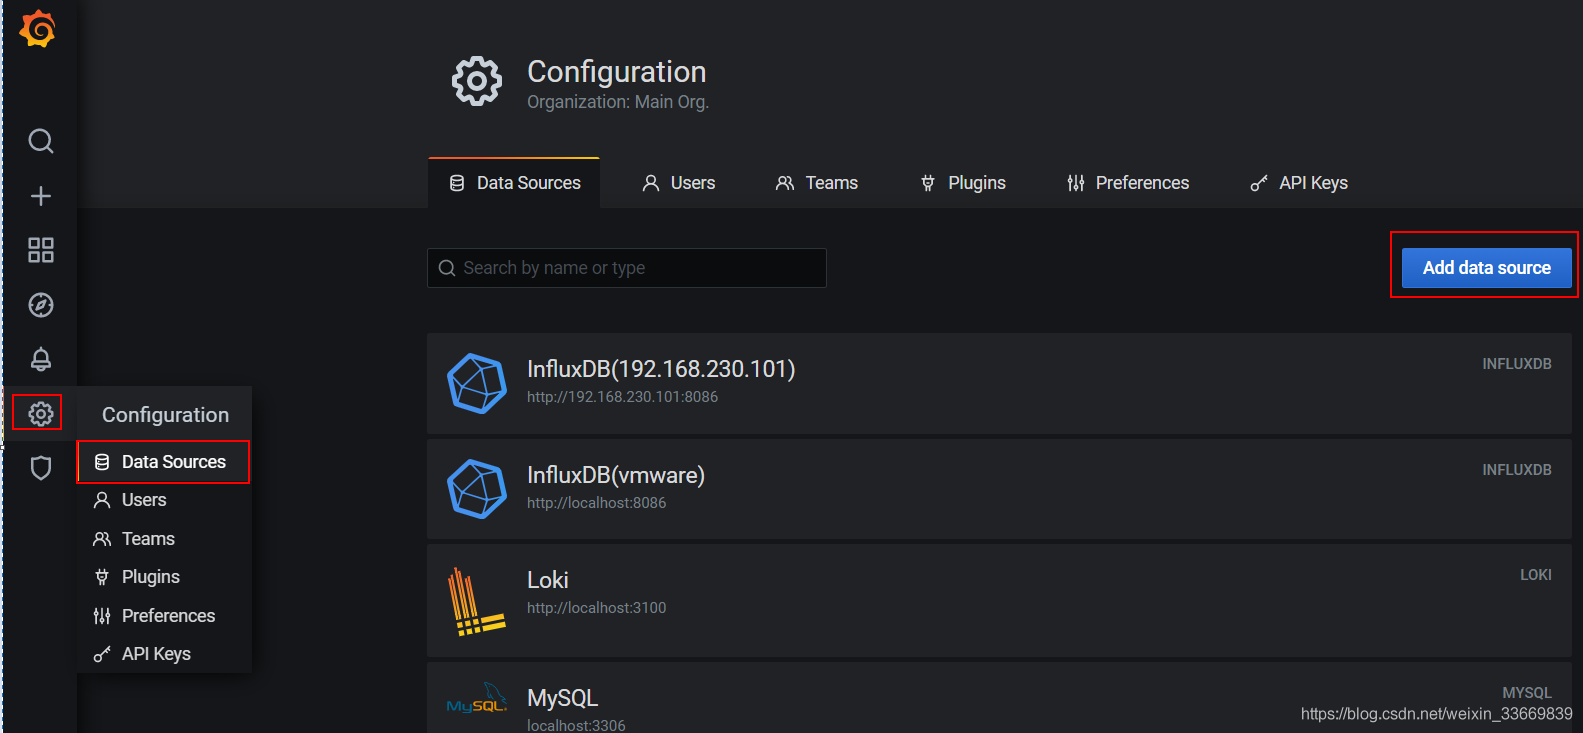 Configuration
Organization: Main Org.
Data Sources
Users
Teams
Plugins
Preferences
API Keys
Search by name or type
Add data source
InfluxDB(192.168.230.101)
INFLUXDB
http://192.168.230.101:8086
Configuration
Data Sources
Users
Teams
Plugins
Preferences
API Keys
InfluxDB(vmware)
INFLUXDB
http://localhost:8086
Loki
LOKI
http://localhost:3100
MySQL
MySQL
MYSQL
localhost:3306
https://blog.csdn.net/weixin_33669839